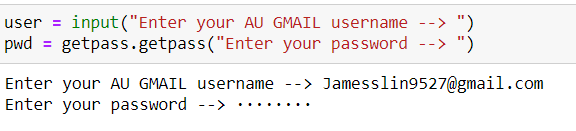 user = input("Enter your AU GMAIL username --> ")
pwd = getpass.getpass("Enter your password --> ")
Enter your AU GMAIL username --> Jamesslin9527@gmail.com
Enter your password --> ········